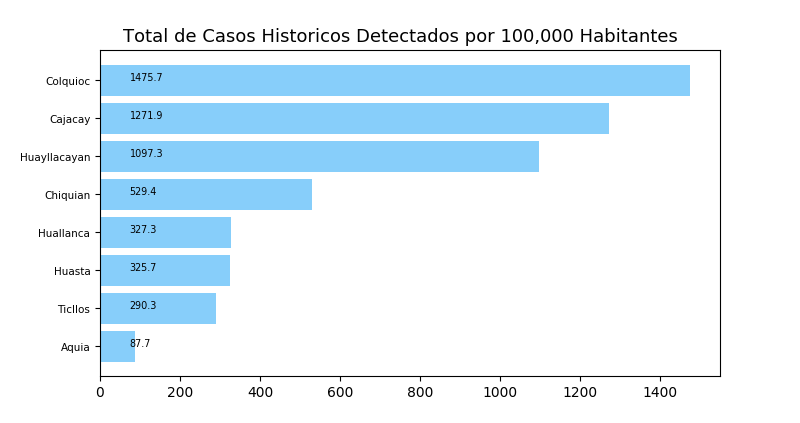 Total de Casos Historicos Detectados por 100,000 Habitantes
Colquioc 1475.7
Cajacay 1271.9
Huayllacayan 1097.3
Chiquian 529.4
Huallanca 327.3
Huasta 325.7
Ticllos 290.3
Aquia 87.7
0 200 400 600 800 1000 1200 1400